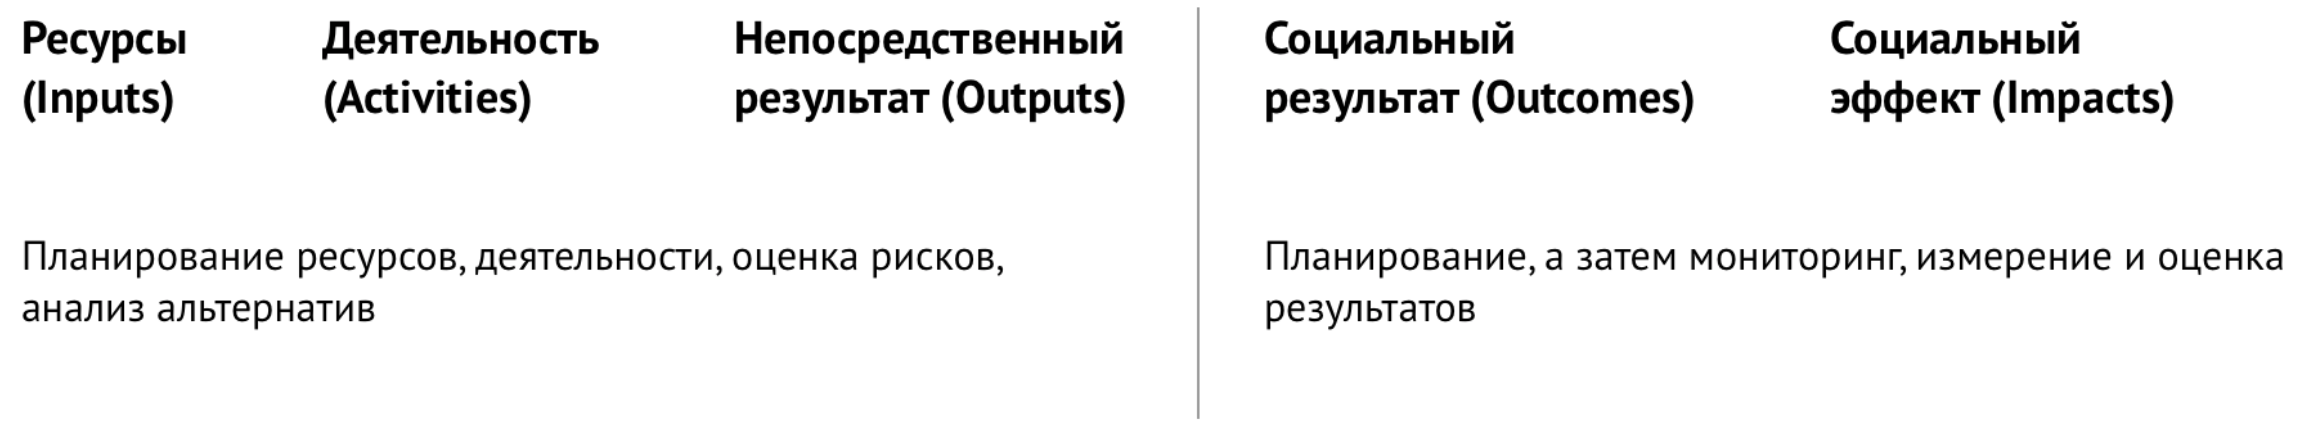 Ресурсы
(Inputs)
Деятельность
(Activities)
Непосредственный
результат (Outputs)
Социальный
результат (Outcomes)
Социальный
эффект (Impacts)
Планирование ресурсов, деятельности, оценка рисков,
анализ альтернатив
Планирование, а затем мониторинг, измерение и оценка
результатов